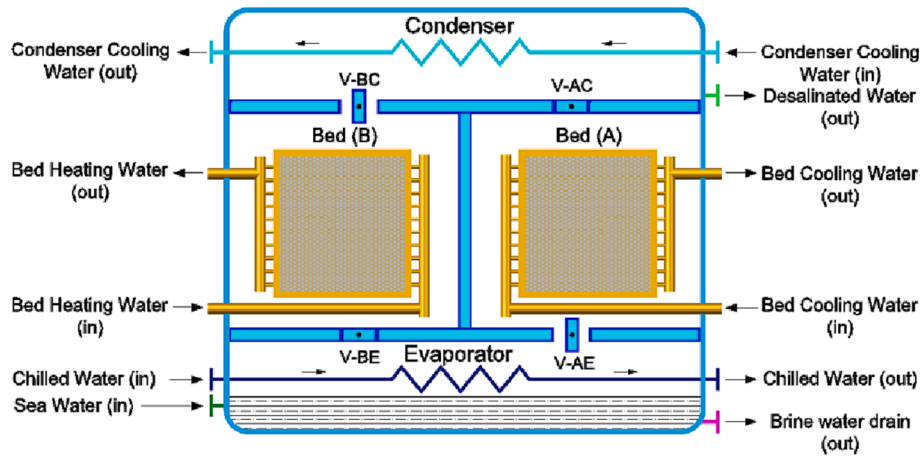 Condenser
Condenser Cooling
Water (out)
Condenser Cooling
Water (in)
V-BC
V-AC
Desalinated Water
(out)
Bed (B)
Bed (A)
Bed Heating Water
(out)
Bed Cooling Water
(out)
Bed Heating Water
(in)
Bed Cooling Water
(in)
V-BE
Evaporator
V-AE
Chilled Water (in)
Chilled Water (out)
Sea Water (in)
Brine water drain
(out)